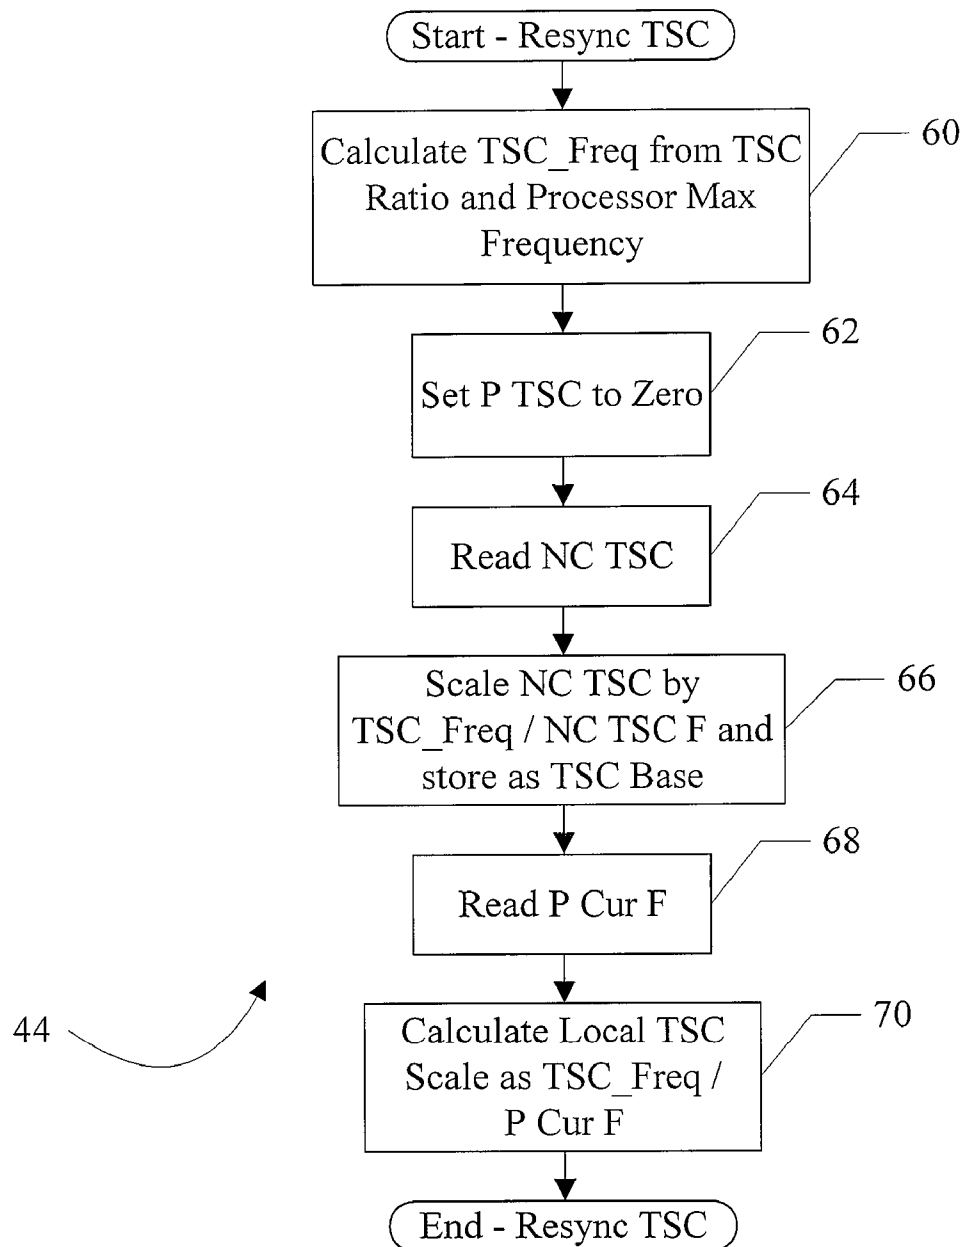 Start - Resync TSC
Calculate TSC_Freq from TSC
Ratio and Processor Max
Frequency
60
Set P TSC to Zero
62
Read NC TSC
64
Scale NC TSC by
TSC_Freq / NC TSC F and
store as TSC Base
66
Read P Cur F
68
Calculate Local TSC
Scale as TSC_Freq /
P Cur F
70
44
End - Resync TSC